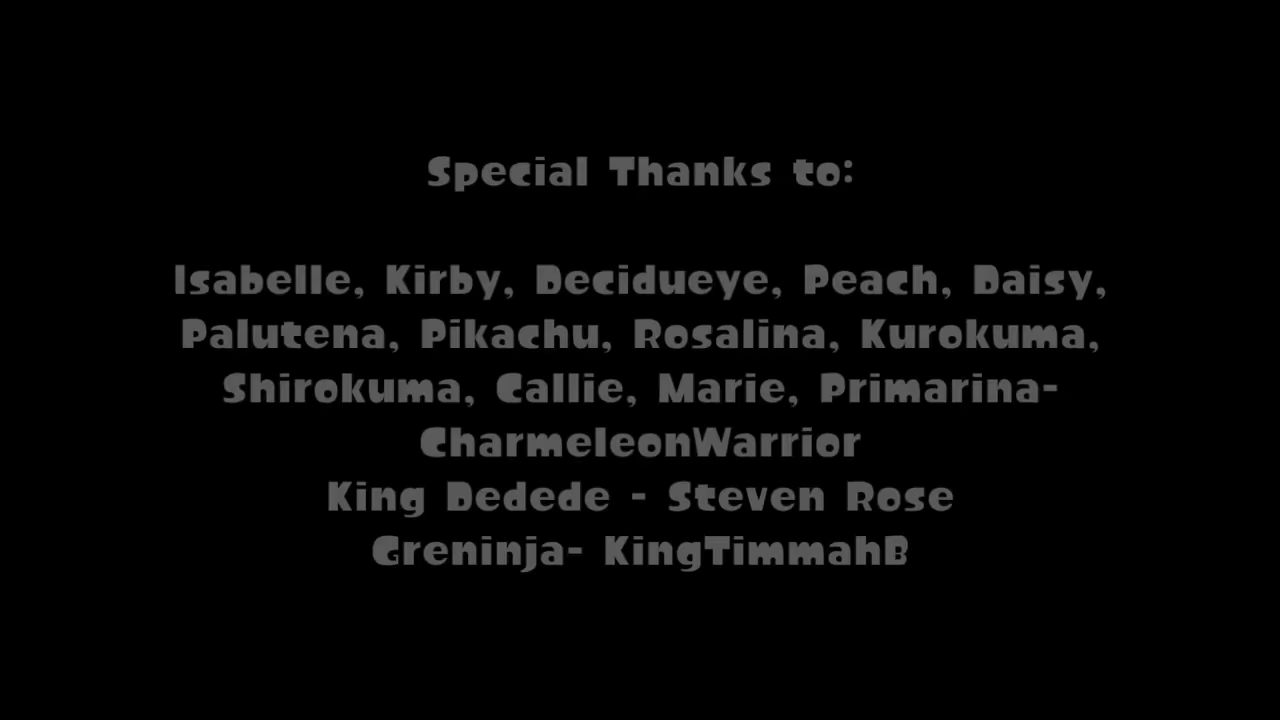 Special Thanks to:
Isabelle, Kirby, Decidueye, Peach, Daisy,
Palutena, Pikachu, Rosalina, Kurokuma,
Shirokuma, Callie, Marie, Primarina-
CharmeleonWarrior
King Dedede - Steven Rose
Greninja- KingTimmahB